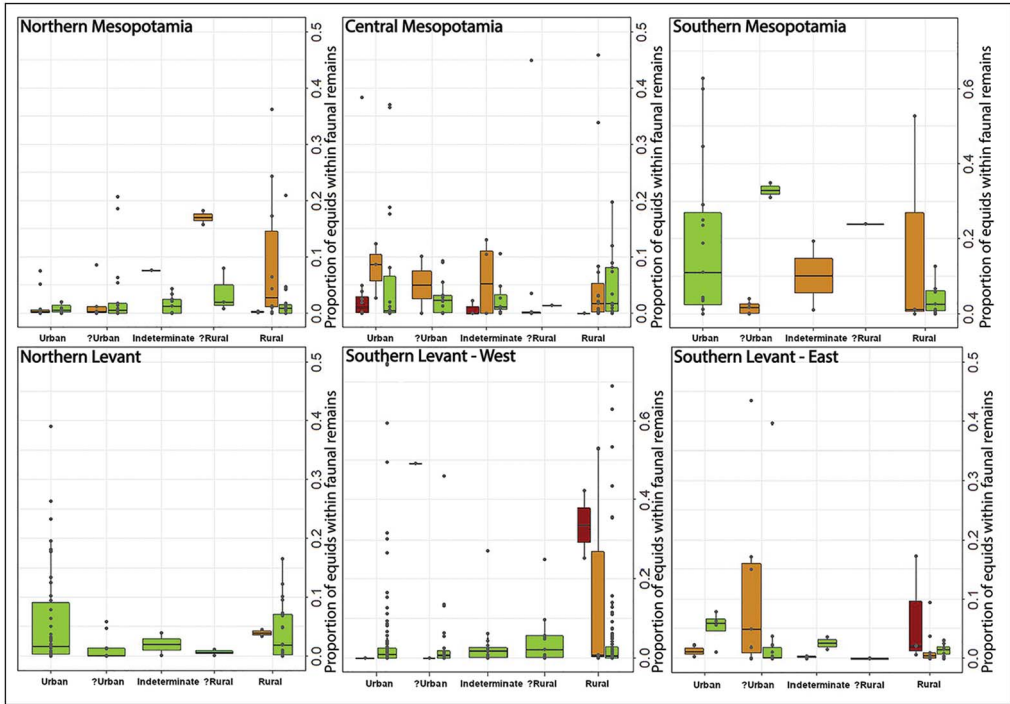 Northern Mesopotamia
0.5
0.4
0.3
0.2
0.1
0.0
Proportion of equids within faunal remains
Urban ?Urban Indeterminate ?Rural Rural
Central Mesopotamia
0.5
0.4
0.3
0.2
0.1
0.0
Proportion of equids within faunal remains
Urban ?Urban Indeterminate ?Rural Rural
Southern Mesopotamia
0.6
0.4
0.2
0.0
Proportion of equids within faunal remains
Urban ?Urban Indeterminate ?Rural Rural
Northern Levant
0.5
0.4
0.3
0.2
0.1
0.0
Proportion of equids within faunal remains
Urban ?Urban Indeterminate ?Rural Rural
Southern Levant - West
0.6
0.4
0.2
0.0
Proportion of equids within faunal remains
Urban ?Urban Indeterminate ?Rural Rural
Southern Levant - East
0.5
0.4
0.3
0.2
0.1
0.0
Proportion of equids within faunal remains
Urban ?Urban Indeterminate ?Rural Rural